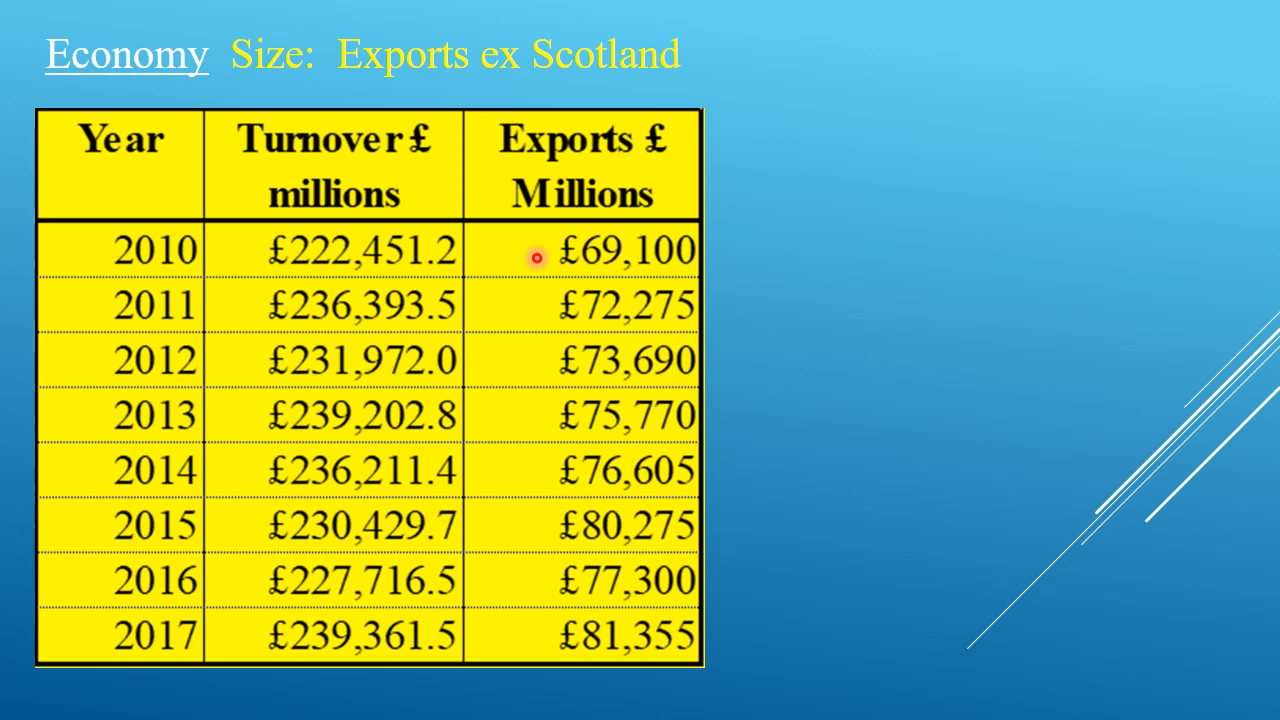 Economy Size: Exports ex Scotland
Year Turnover £ millions Exports £ Millions
2010 £222,451.2 £69,100
2011 £236,393.5 £72,275
2012 £231,972.0 £73,690
2013 £239,202.8 £75,770
2014 £236,211.4 £76,605
2015 £230,429.7 £80,275
2016 £227,716.5 £77,300
2017 £239,361.5 £81,355